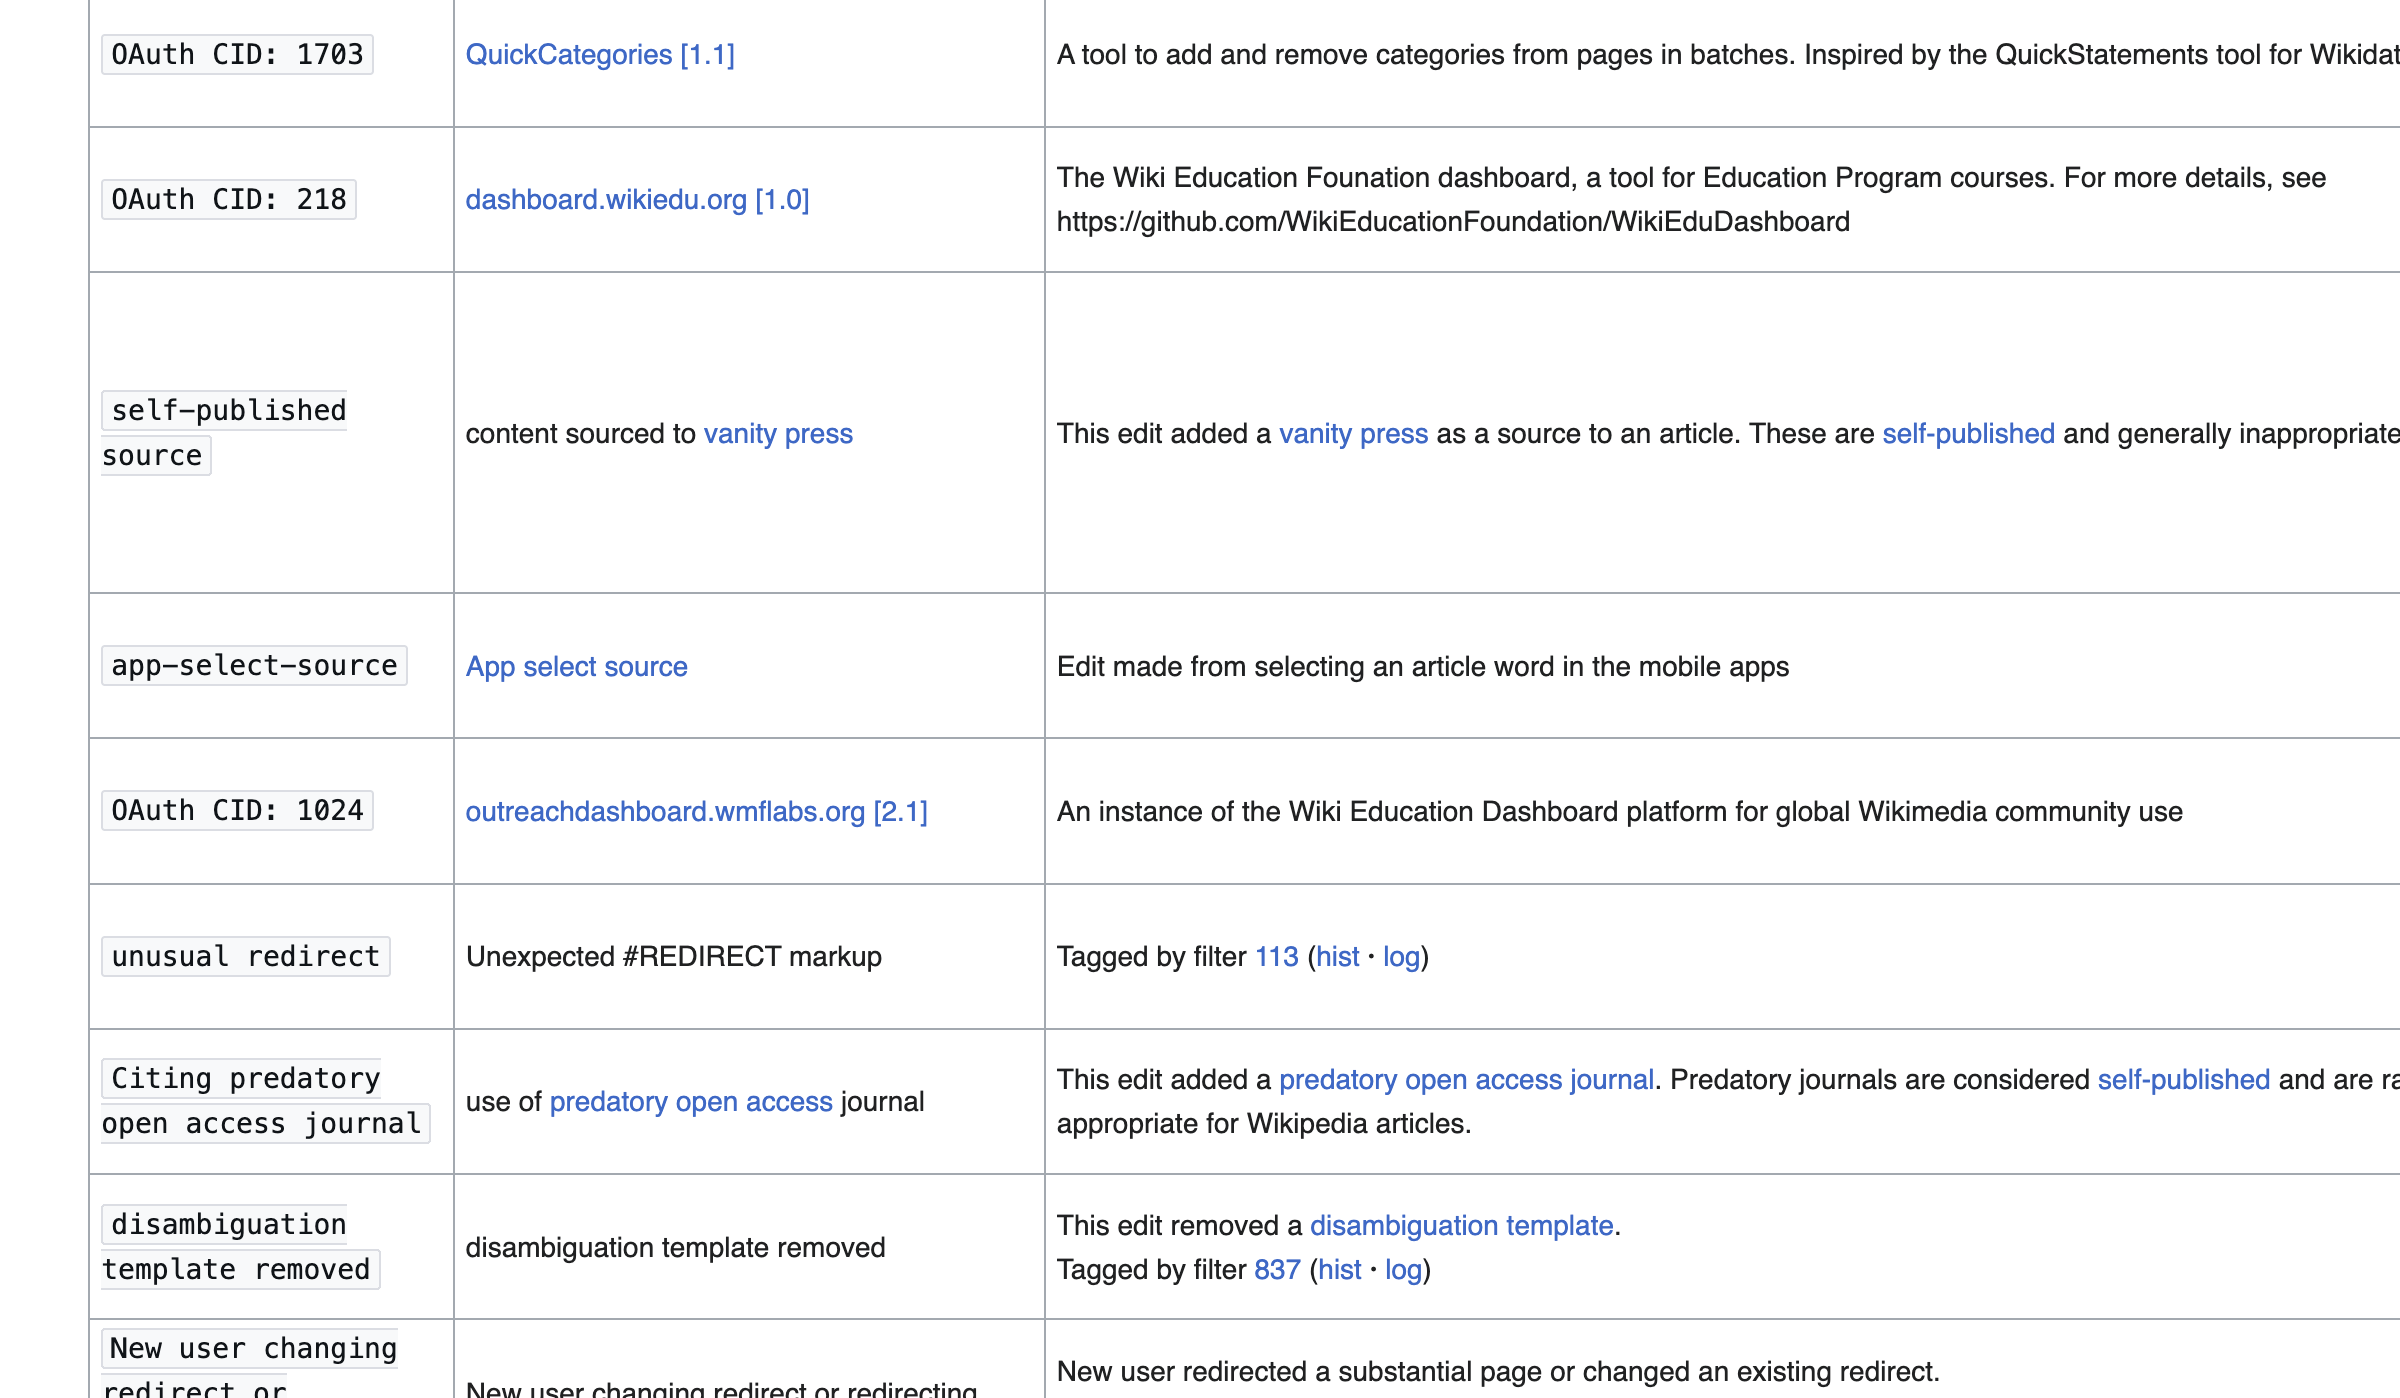 OAuth CID: 1703
QuickCategories [1.1]
A tool to add and remove categories from pages in batches. Inspired by the QuickStatements tool for
OAuth CID: 218
dashboard.wikiedu.org [1.0]
The Wiki Education Founation dashboard, a tool for Education Program courses. For more details, see
https://github.com/WikiEducationFoundation/WikiEduDashboard
self-published
source
content sourced to vanity press
This edit added a vanity press as a source to an article. These are self-published and generally inappropriate
app-select-source
App select source
Edit made from selecting an article word in the mobile apps
OAuth CID: 1024
outreachdashboard.wmflabs.org [2.1]
An instance of the Wiki Education Dashboard platform for global Wikimedia community use
unusual redirect
Unexpected #REDIRECT markup
Tagged by filter 113 (hist · log)
Citing predatory
open access journal
use of predatory open access journal
This edit added a predatory open access journal. Predatory journals are considered self-published and are
appropriate for Wikipedia articles.
disambiguation
template removed
disambiguation template removed
This edit removed a disambiguation template.
Tagged by filter 837 (hist · log)
New user changing
redirect or
New user changing redirect or redirecting
New user redirected a substantial page or changed an existing redirect.